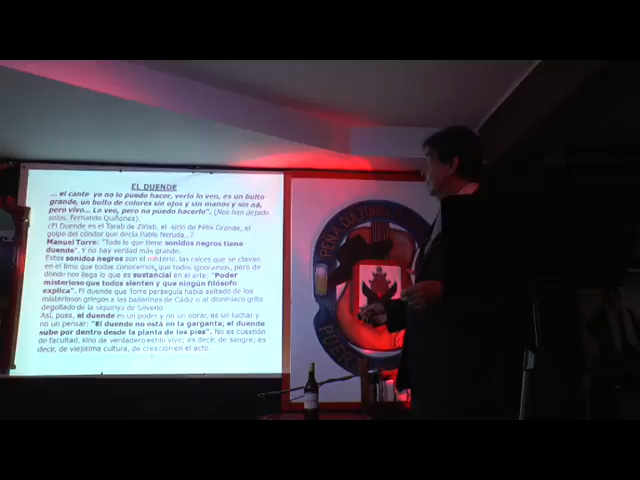 EL DUENDE
... el cante yo no lo puedo hacer, verlo lo veo, es un bulto
grande, un bulto de colores sin ojos y sin manos y sin ná,
pero vivo... Lo veo, pero no puedo hacerlo". (Nos han dejado
solos. Fernando Quiñones).
¿El Duende es el Tarab de Ziriab, el sirio de Félix Grande, el
golpe del cóndor que decía Pablo Neruda..?
Manuel Torre: "Todo lo que tiene sonidos negros tiene
duende". Y no hay verdad más grande.
Estos sonidos negros son el misterio, las raíces que se clavan
en el limo que todos conocemos, que todos ignoramos, pero de
donde nos llega lo que es sustancial en el arte: "Poder
misterioso que todos sienten y que ningún filósofo
explica". El duende que Torre perseguía había saltado de los
misteriosos griegos a las bailarinas de Cádiz o al dionisíaco grito
degollado de la siguiriya de Silverio
Así, pues, el duende es un poder y no un obrar, es un luchar y
no un pensar: "El duende no está en la garganta; el duende
sube por dentro desde la planta de los pies". No es cuestión
de facultad, sino de verdadero estilo vivo; es decir, de sangre; es
decir, de viejísima cultura, de creación en el acto.
PEÑA CULTURAL